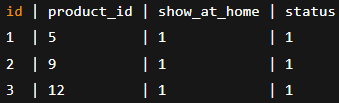 id | product_id | show_at_home | status
1 | 5 | 1 | 1
2 | 9 | 1 | 1
3 | 12 | 1 | 1